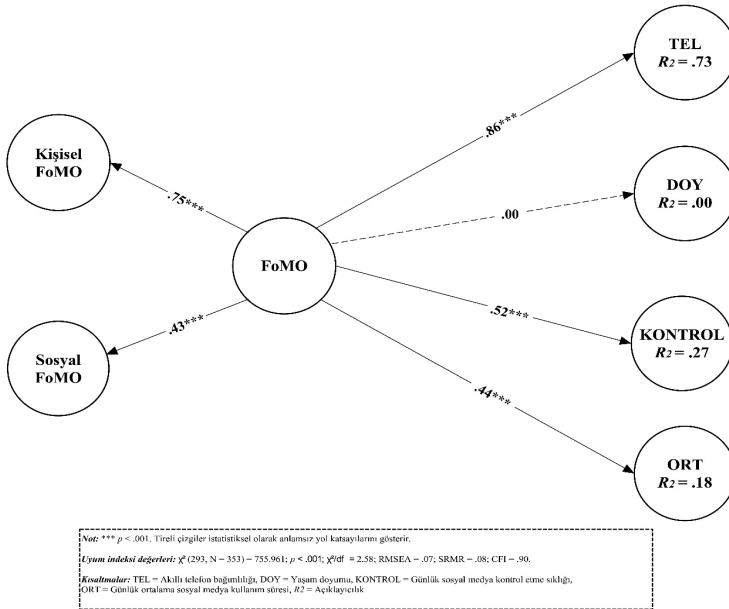 TEL
R2 = .73
.86***
Kişisel
FoMO
.75***
DOY
R2 = .00
.00
FoMO
.52***
KONTROL
R2 = .27
.43***
Sosyal
FoMO
.44***
ORT
R2 = .18
Not: *** p < .001. Tireli çizgiler istatistiksel olarak anlamsız yol katsayılarını gösterir.
Uyum indeksi değerleri: χ² (293, N = 353) = 755.961; p < .001; χ²/df = 2.58; RMSEA = .07; SRMR = .08; CFI = .90.
Kısaltmalar: TEL = Akıllı telefon bağımlılığı, DOY = Yaşam doyumu, KONTROL = Günlük sosyal medya kontrol etme sıklığı,
ORT = Günlük ortalama sosyal medya kullanım süresi, R2 = Açıklayıcılık